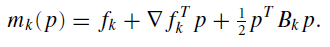 m_k(p) = f_k + ∇f_k^T p + ½ p^T B_k p.